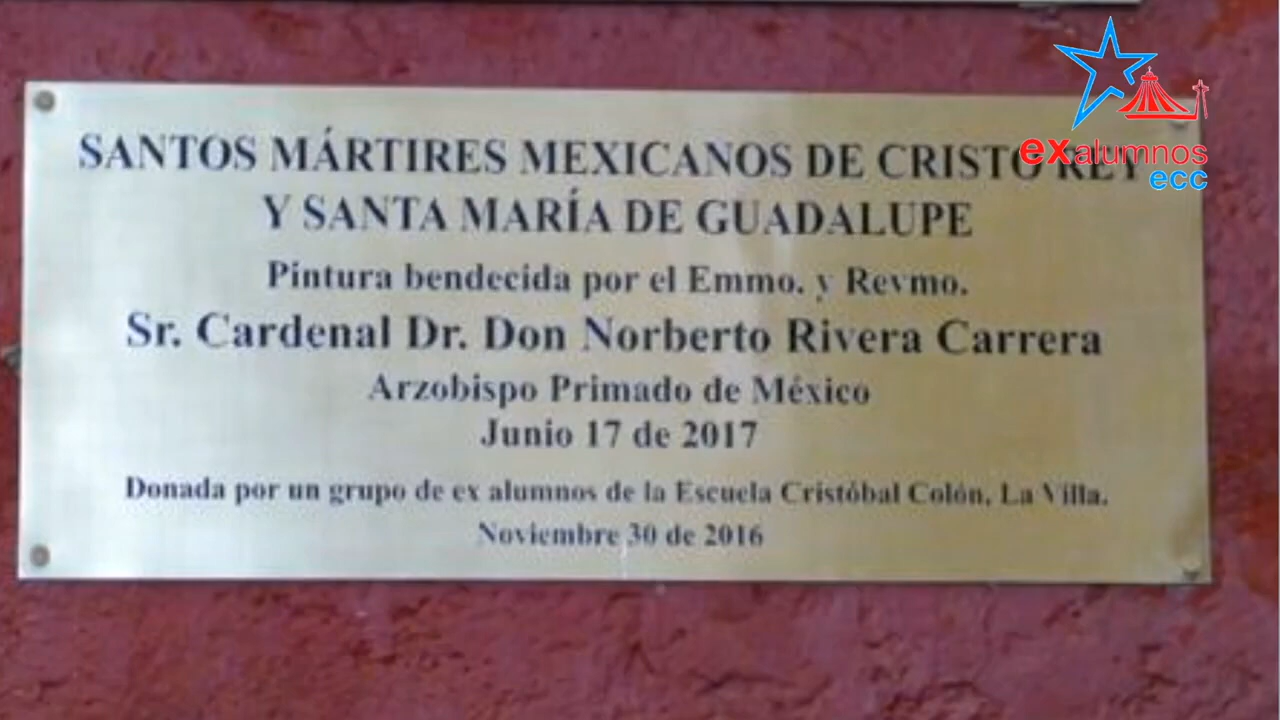 SANTOS MÁRTIRES MEXICANOS DE CRISTO REY
Y SANTA MARÍA DE GUADALUPE
Pintura bendecida por el Emmo. y Revmo.
Sr. Cardenal Dr. Don Norberto Rivera Carrera
Arzobispo Primado de México
Junio 17 de 2017
Donada por un grupo de ex alumnos de la Escuela Cristóbal Colón, La Villa.
Noviembre 30 de 2016
exalumnos
ecc